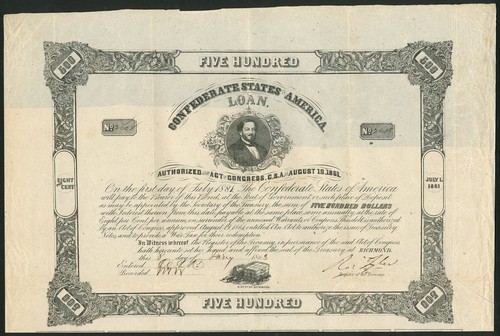 500 FIVE HUNDRED 500
CONFEDERATE STATES AMERICA
LOAN.
No No
AUTHORIZED BY ACT OF CONGRESS, C.S.A. OF AUGUST 19, 1861.
EIGHT PER CENT JULY 1, 1881
On the first day of July 1881 The Confederate States of America
will pay to the Bearer of this Bond, at the Seat of Government, or such place of Deposit
as may be appointed by the Secretary of the Treasury, the sum of FIVE HUNDRED DOLLARS
with Interest thereon from this date, payable at the same place, semi annually, at the rate of
Eight per Cent per annum, on surrender of the annexed Warrants or Coupons. This Debt is authorized
by an Act of Congress, approved August 19, 1861, entitled An Act to authorize the issue of Treasury
Notes, and to provide a War Tax for their redemption.
In Witness whereof, the Register of the Treasury, in pursuance of the said Act of Congress
hath hereunto set his hand and affixed the seal of the Treasury at RICHMOND.
this day of 1863
Entered
Recorded
500 FIVE HUNDRED 500